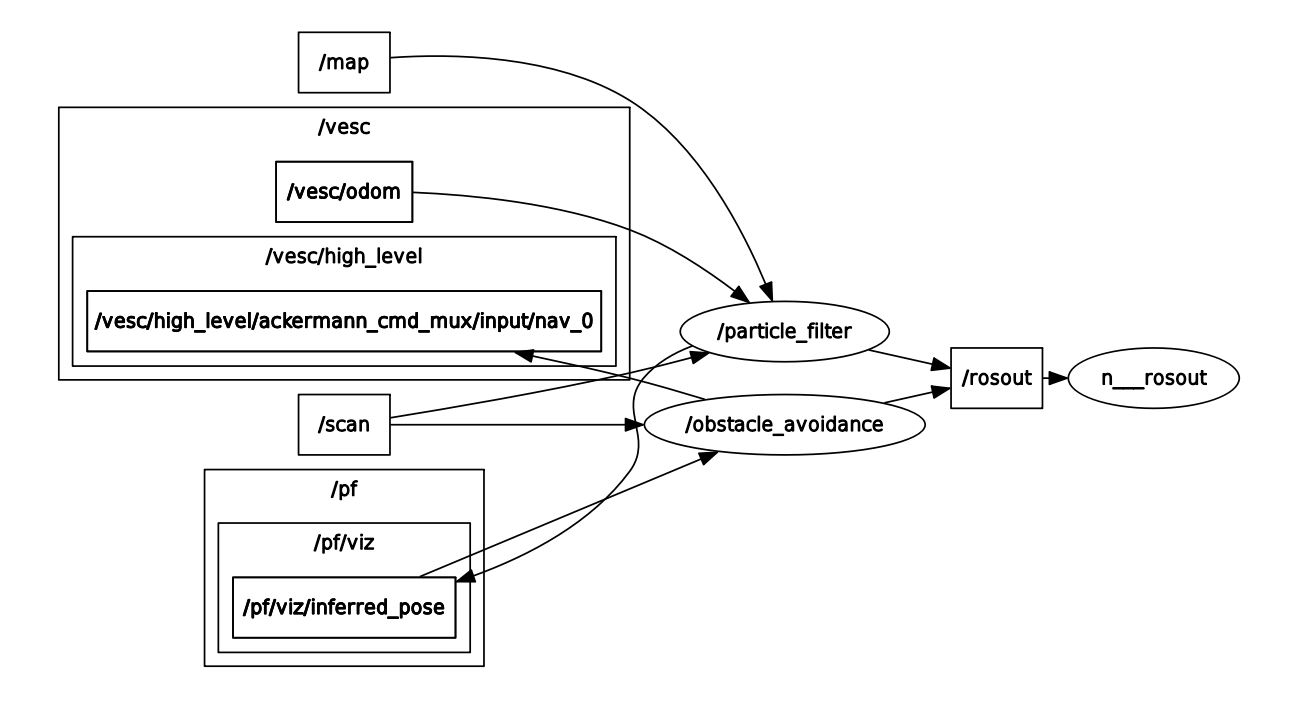 /map
/vesc
/vesc/odom
/vesc/high_level
/vesc/high_level/ackermann_cmd_mux/input/nav_0
/particle_filter
/rosout
n___rosout
/scan
/obstacle_avoidance
/pf
/pf/viz
/pf/viz/inferred_pose